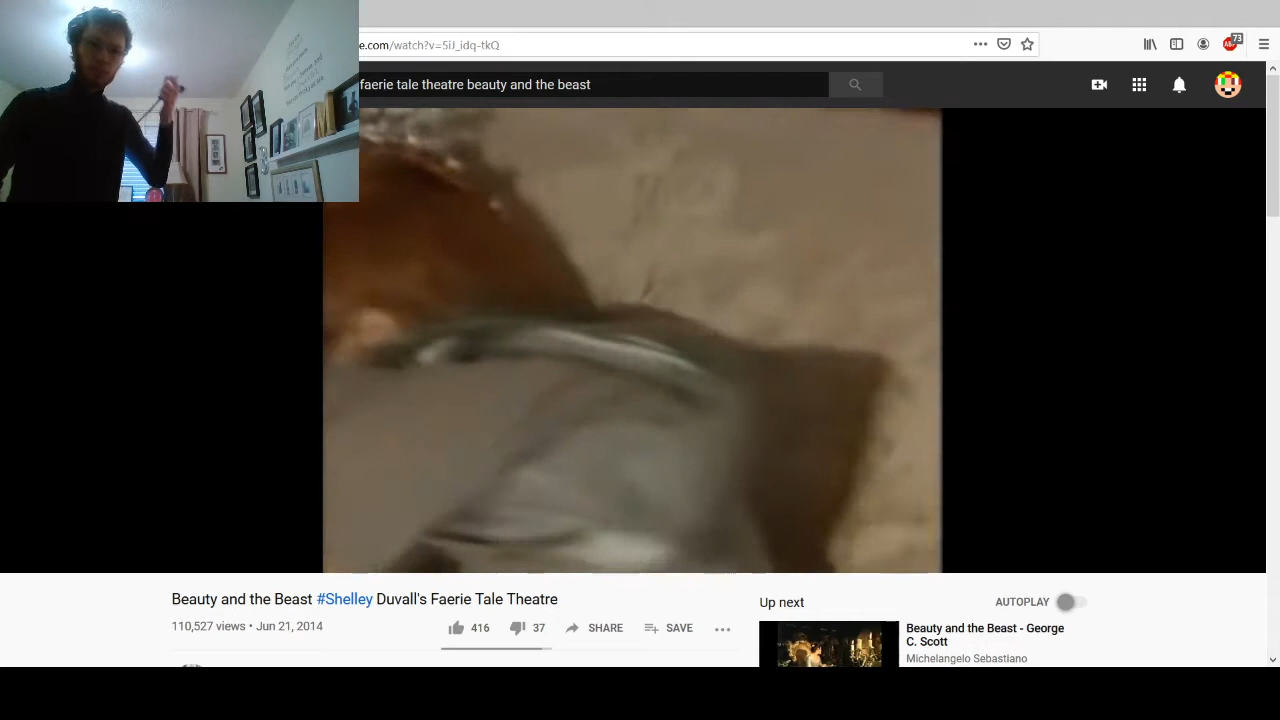 e.com/watch?v=5iJ_idq-tkQ
73
faerie tale theatre beauty and the beast
Beauty and the Beast #Shelley Duvall's Faerie Tale Theatre
110,527 views • Jun 21, 2014
416
37
SHARE
SAVE
Up next
AUTOPLAY
Beauty and the Beast - George
C. Scott
Michelangelo Sebastiano